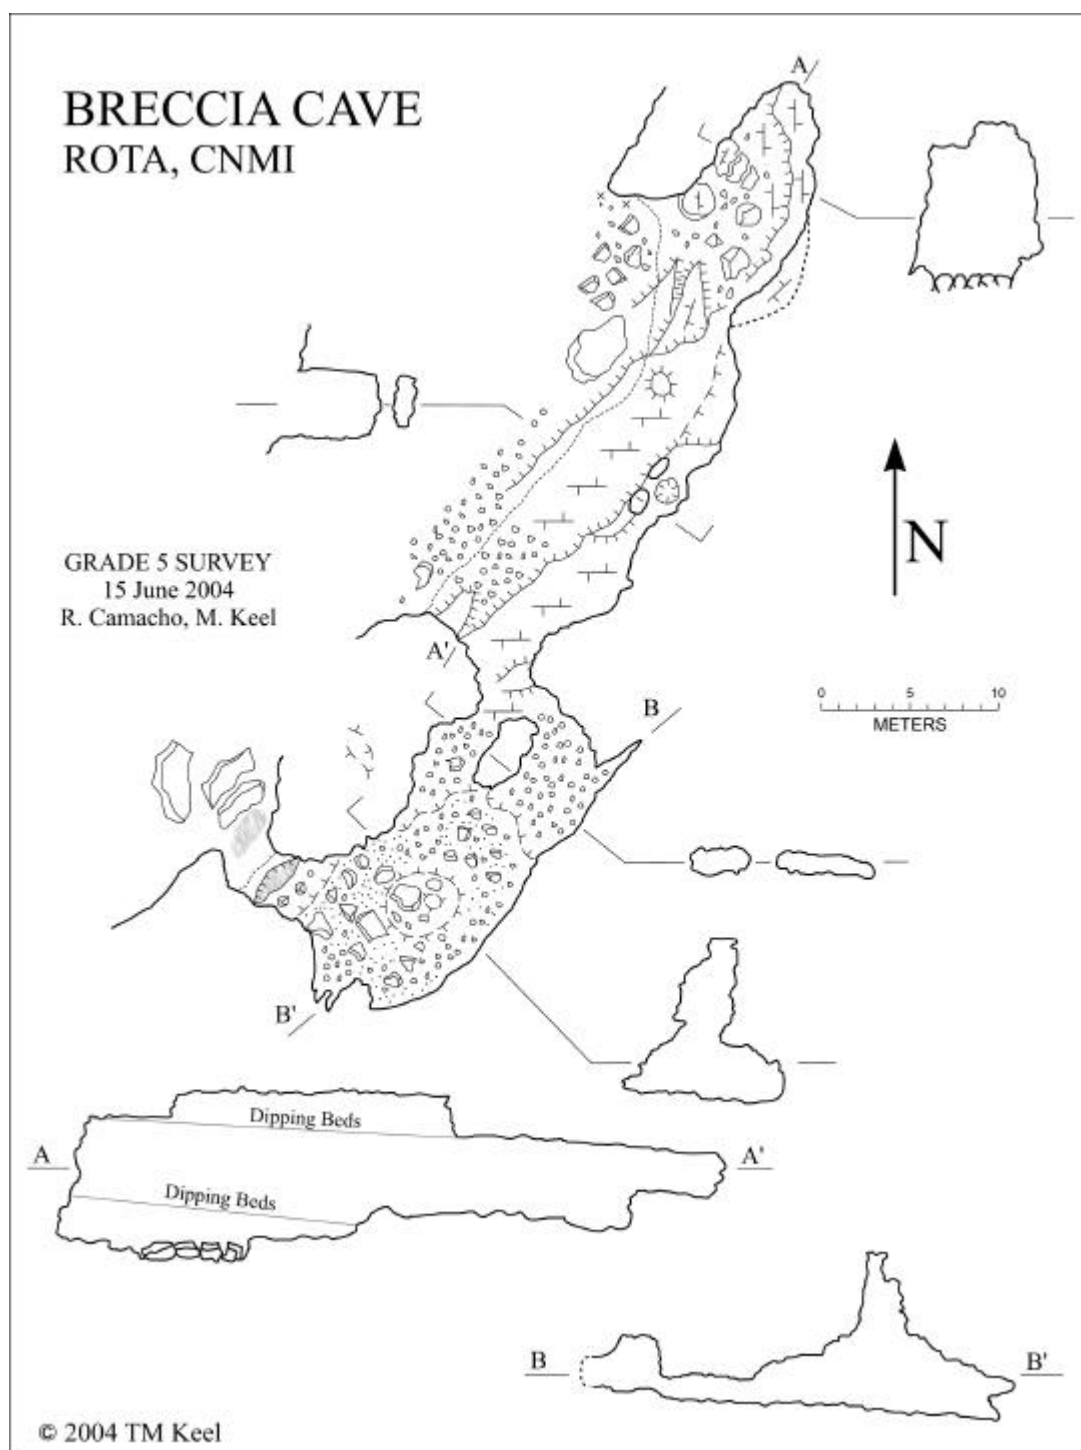 BRECCIA CAVE
ROTA, CNMI
A
N
GRADE 5 SURVEY
15 June 2004
R. Camacho, M. Keel
A'
B
0 5 10
METERS
B'
Dipping Beds
A
A'
Dipping Beds
B
B'
© 2004 TM Keel